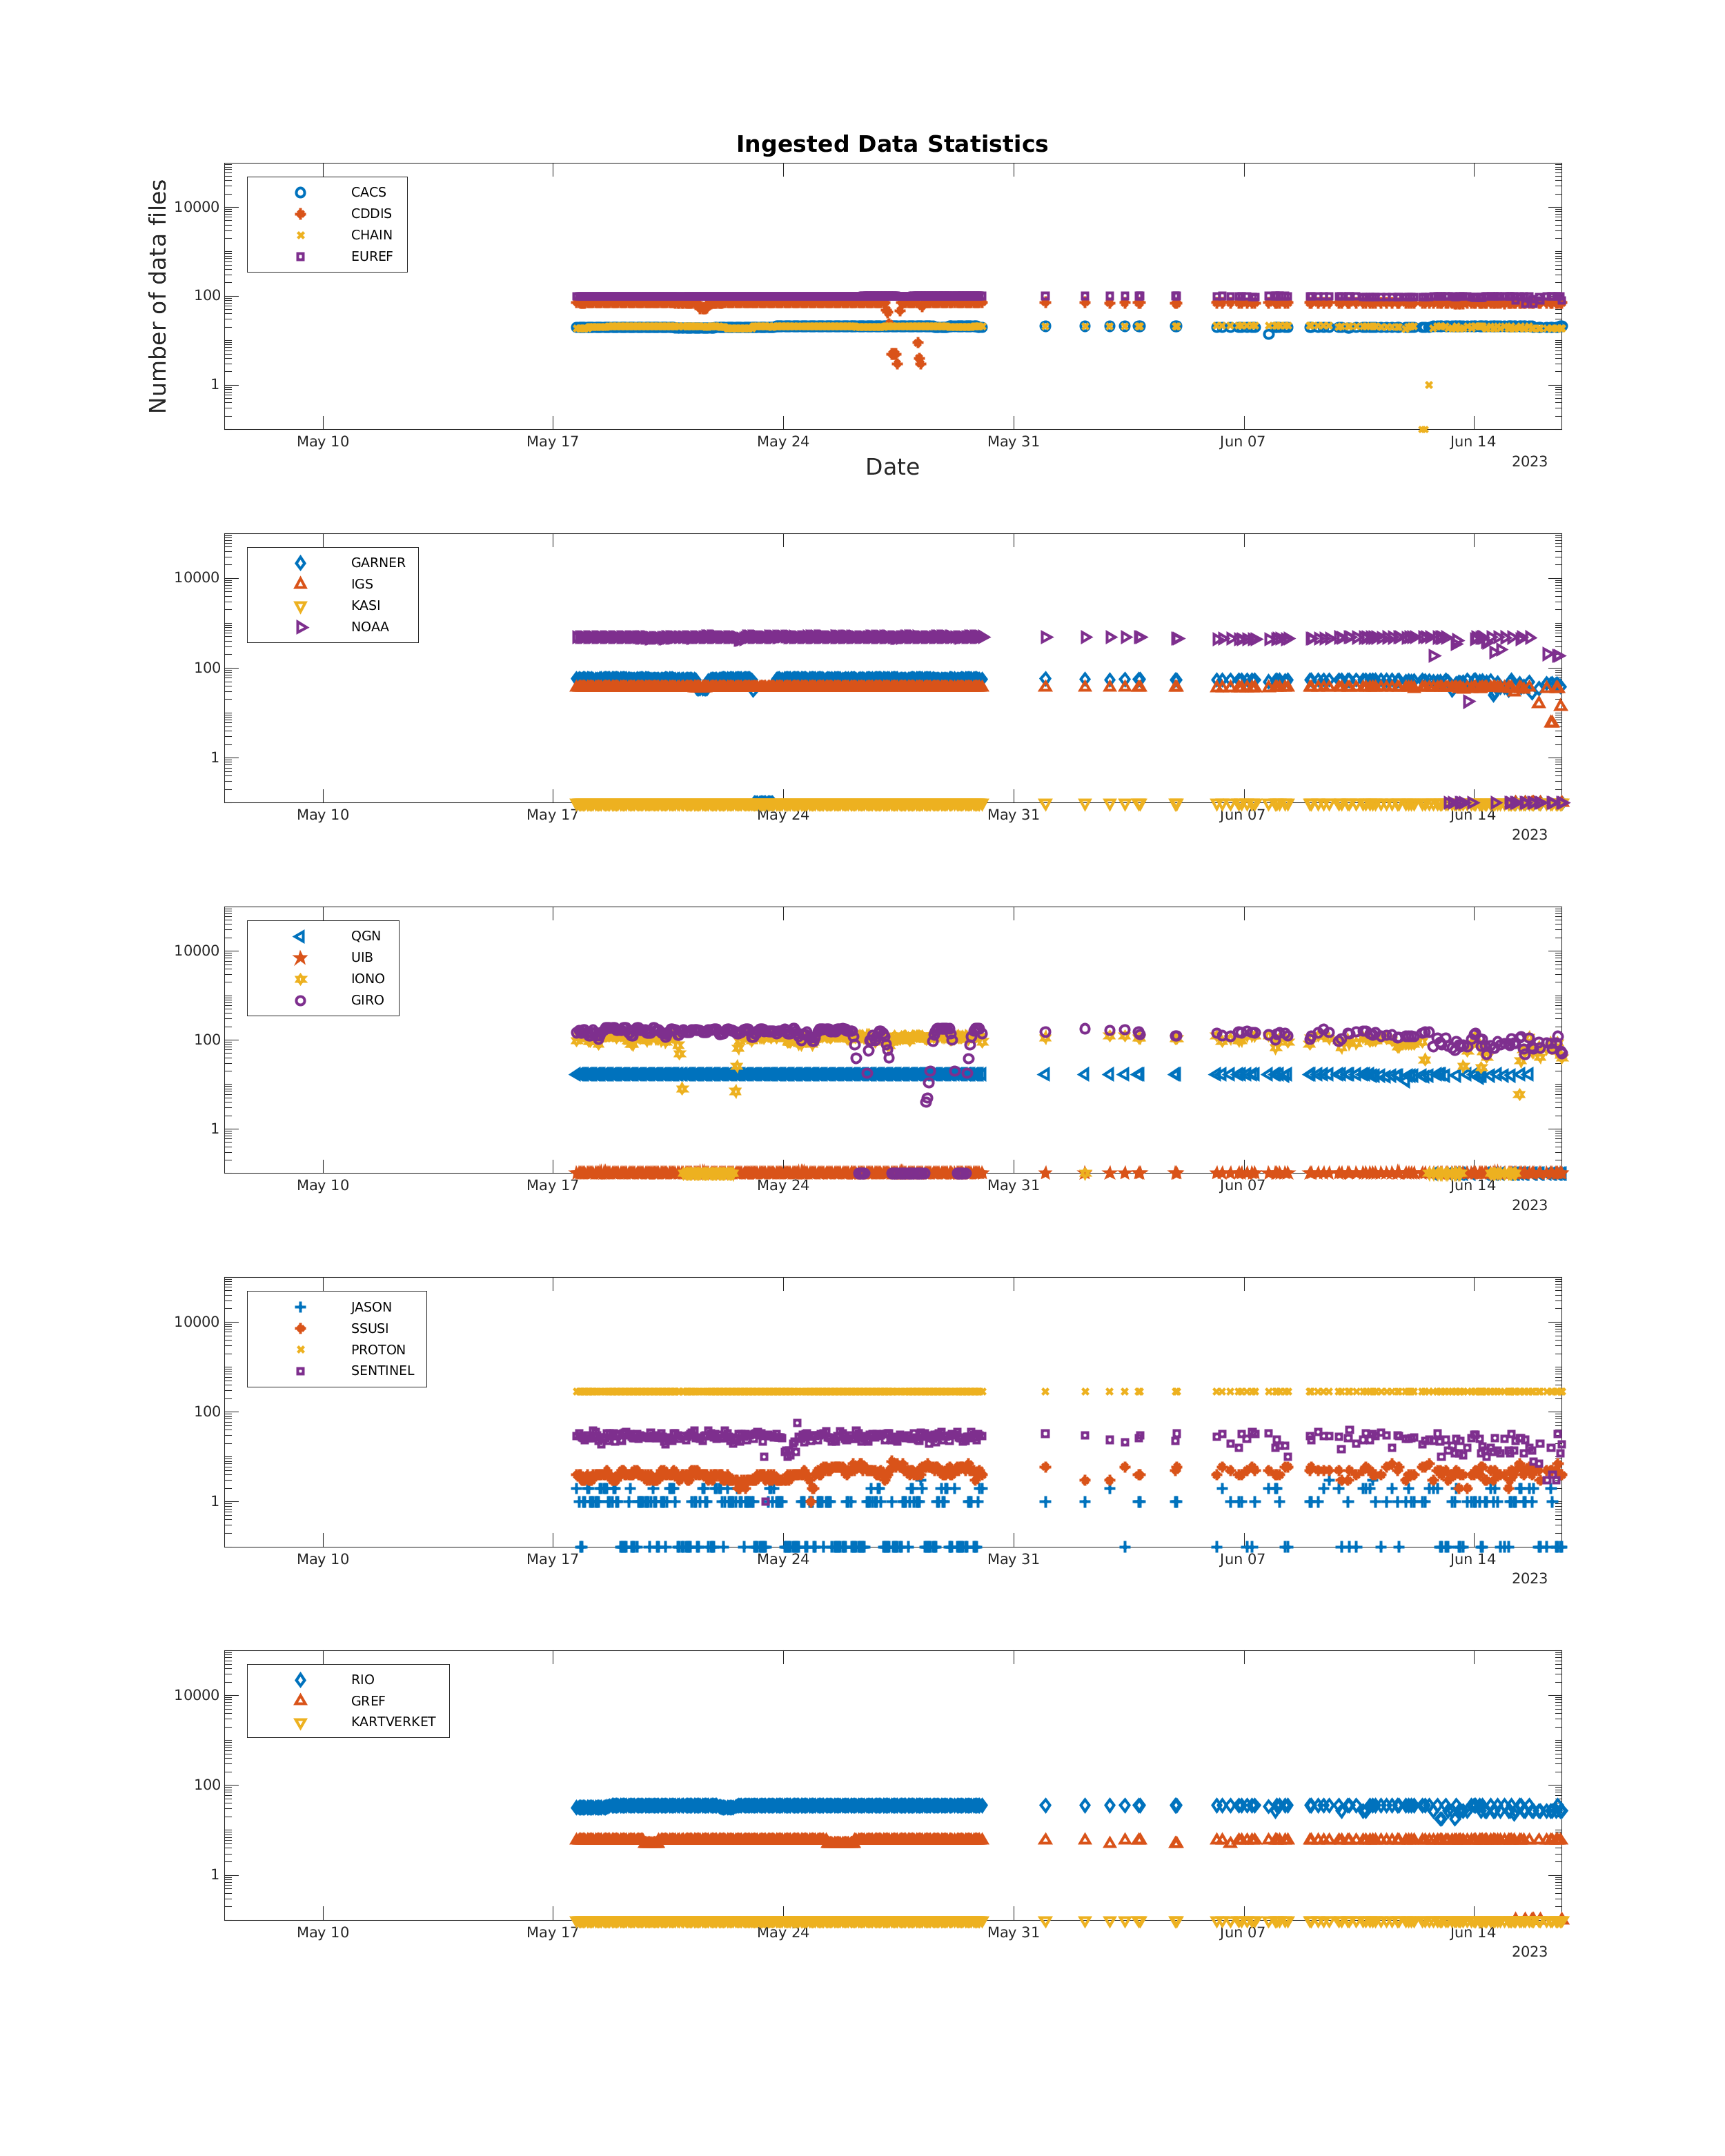 Ingested Data Statistics
Number of data files
10000
100
1
CACS
CDDIS
CHAIN
EUREF
May 10
May 17
May 24
May 31
Jun 07
Jun 14
2023
Date
10000
100
1
GARNER
IGS
KASI
NOAA
May 10
May 17
May 24
May 31
Jun 07
Jun 14
2023
10000
100
1
QGN
UIB
IONO
GIRO
May 10
May 17
May 24
May 31
Jun 07
Jun 14
2023
10000
100
1
JASON
SSUSI
PROTON
SENTINEL
May 10
May 17
May 24
May 31
Jun 07
Jun 14
2023
10000
100
1
RIO
GREF
KARTVERKET
May 10
May 17
May 24
May 31
Jun 07
Jun 14
2023